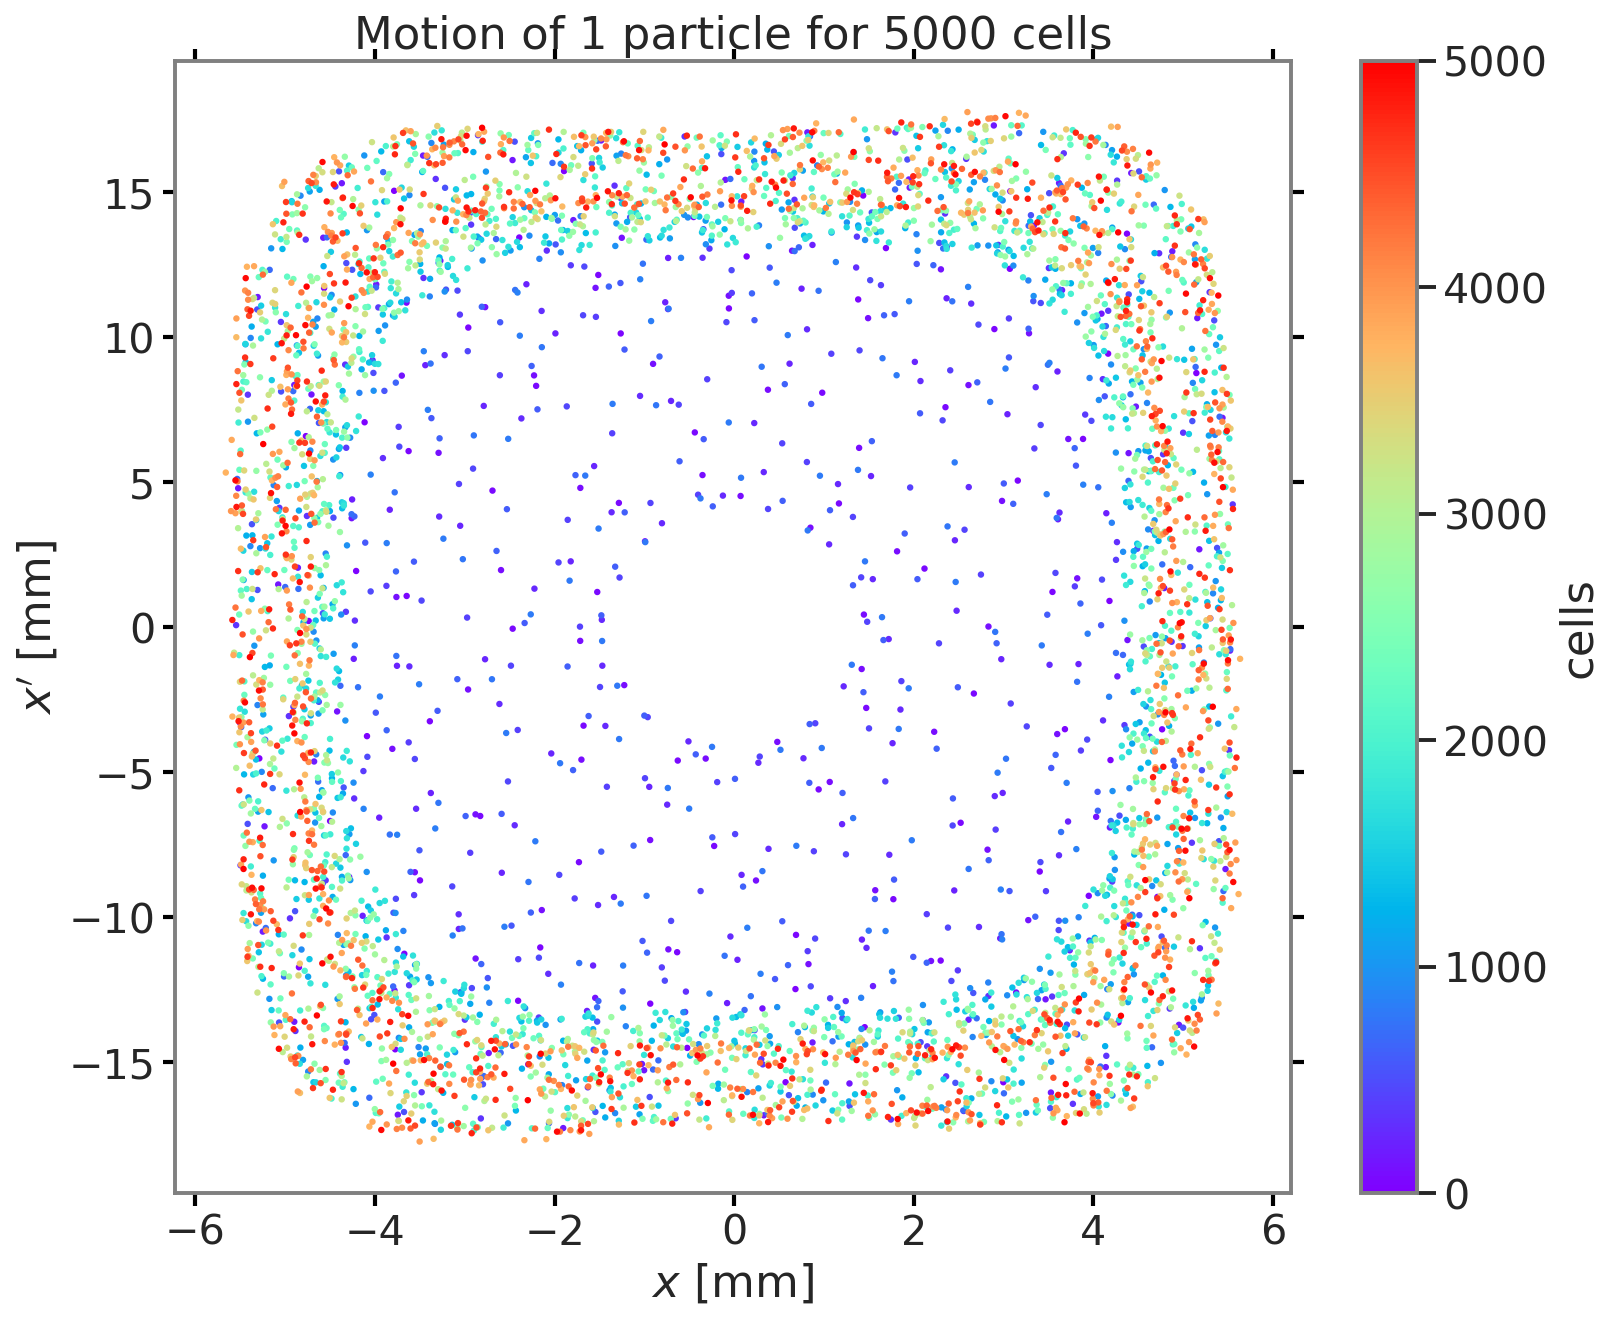 Motion of 1 particle for 5000 cells
15
10
5
0
−5
−10
−15
x′ [mm]
−6 −4 −2 0 2 4 6
x [mm]
5000
4000
3000
2000
1000
0
cells